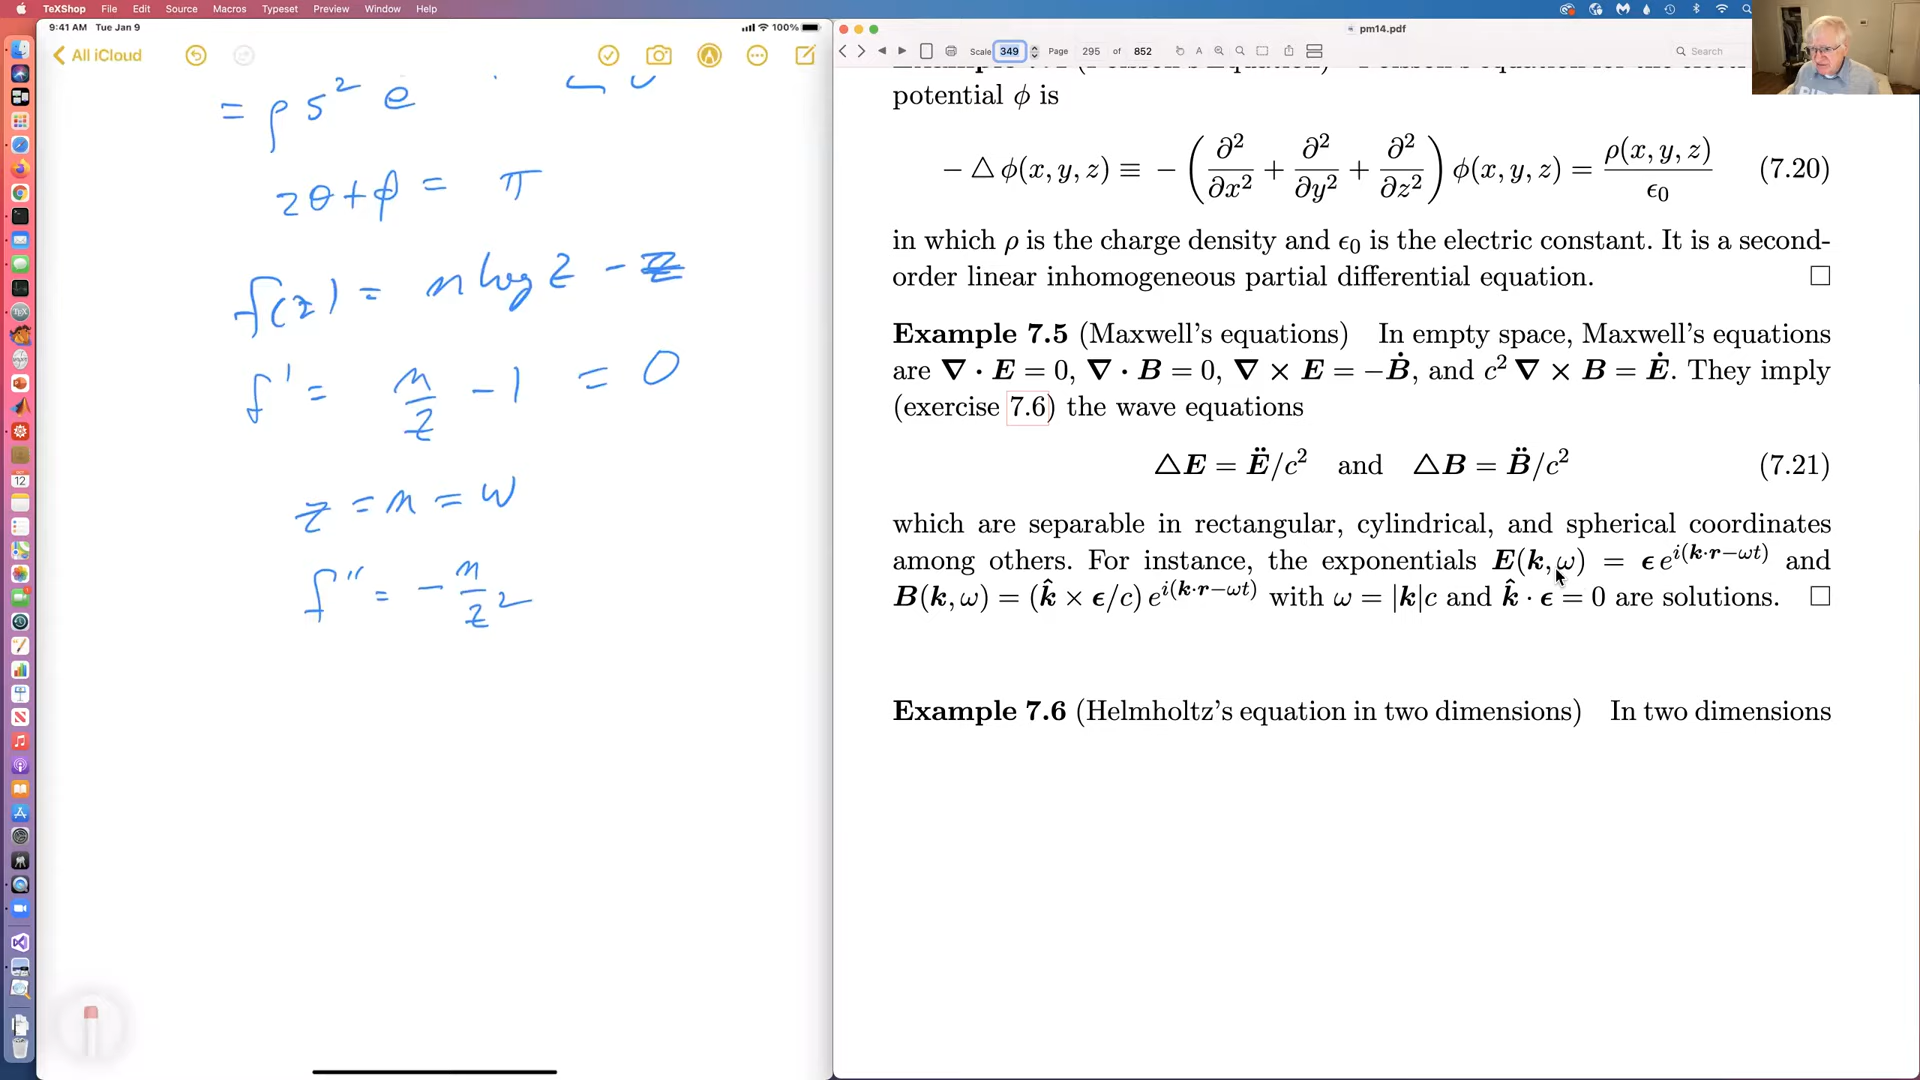 TeXShop File Edit Source Macros Typeset Preview Window Help
9:41 AM Tue Jan 9
100%
All iCloud
= ρ s² e
2θ + φ = π
f(z) = n log z − z
f' = n/z − 1 = 0
z = n = w
f'' = − n/z²
pm14.pdf
Scale 349 Page 295 of 852 Search
potential ϕ is
− △ ϕ(x, y, z) ≡ − (∂²/∂x² + ∂²/∂y² + ∂²/∂z²) ϕ(x, y, z) = ρ(x, y, z)/ϵ₀ (7.20)
in which ρ is the charge density and ϵ₀ is the electric constant. It is a second-
order linear inhomogeneous partial differential equation. □
Example 7.5 (Maxwell’s equations) In empty space, Maxwell’s equations
are ∇ · E = 0, ∇ · B = 0, ∇ × E = −Ḃ, and c² ∇ × B = Ė. They imply
(exercise 7.6) the wave equations
△E = Ë/c² and △B = B̈/c² (7.21)
which are separable in rectangular, cylindrical, and spherical coordinates
among others. For instance, the exponentials E(k, ω) = ϵ e^{i(k·r−ωt)} and
B(k, ω) = (k̂ × ϵ/c) e^{i(k·r−ωt)} with ω = |k|c and k̂ · ϵ = 0 are solutions. □
Example 7.6 (Helmholtz’s equation in two dimensions) In two dimensions